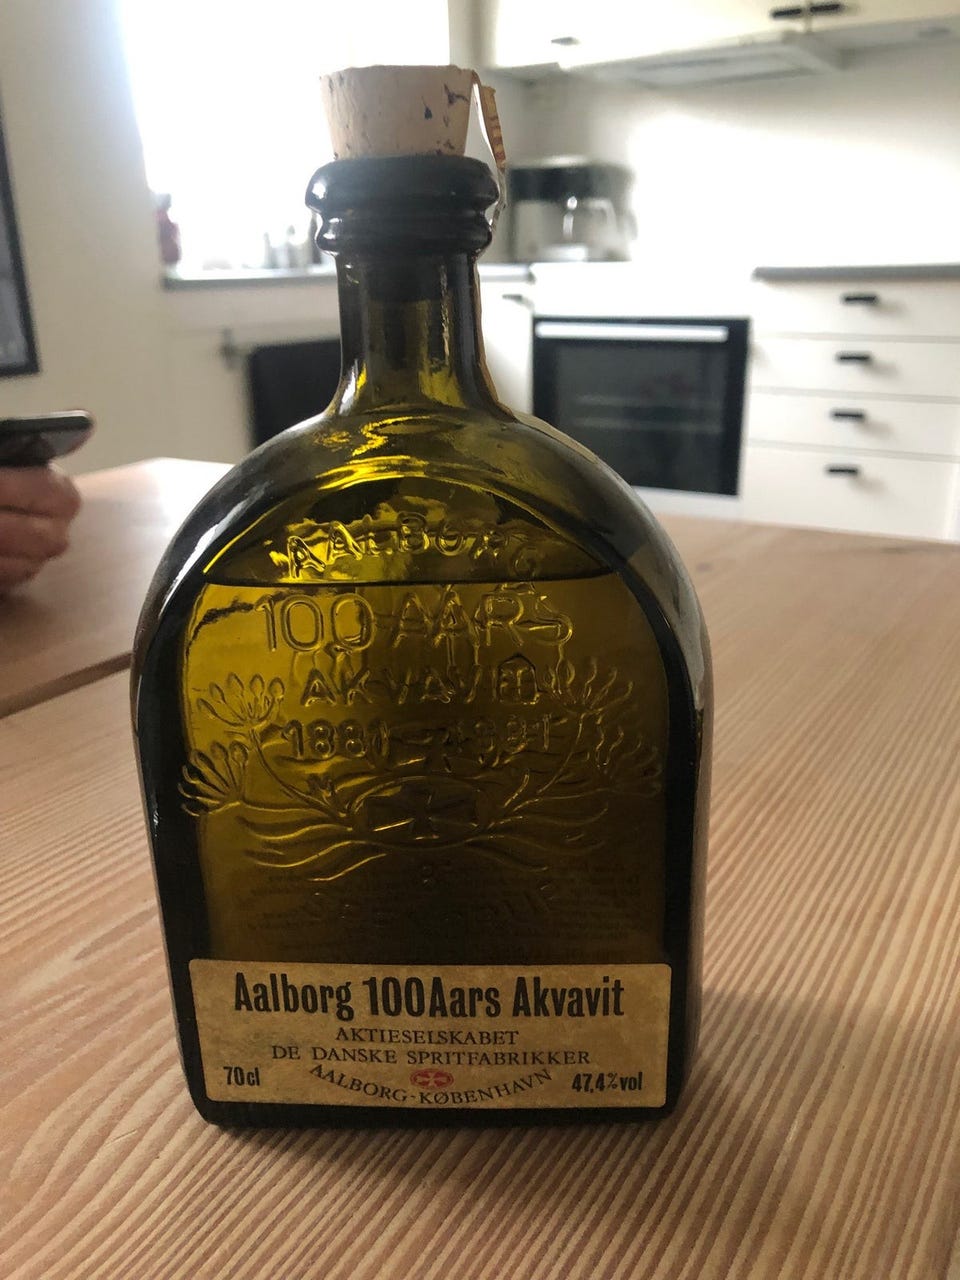 AALBORG
100 AARS
AKVAVIT
1881 - 1981
Aalborg 100Aars Akvavit
AKTIESELSKABET
DE DANSKE SPRITFABRIKKER
AALBORG-KØBENHAVN
70cl
47,4%vol